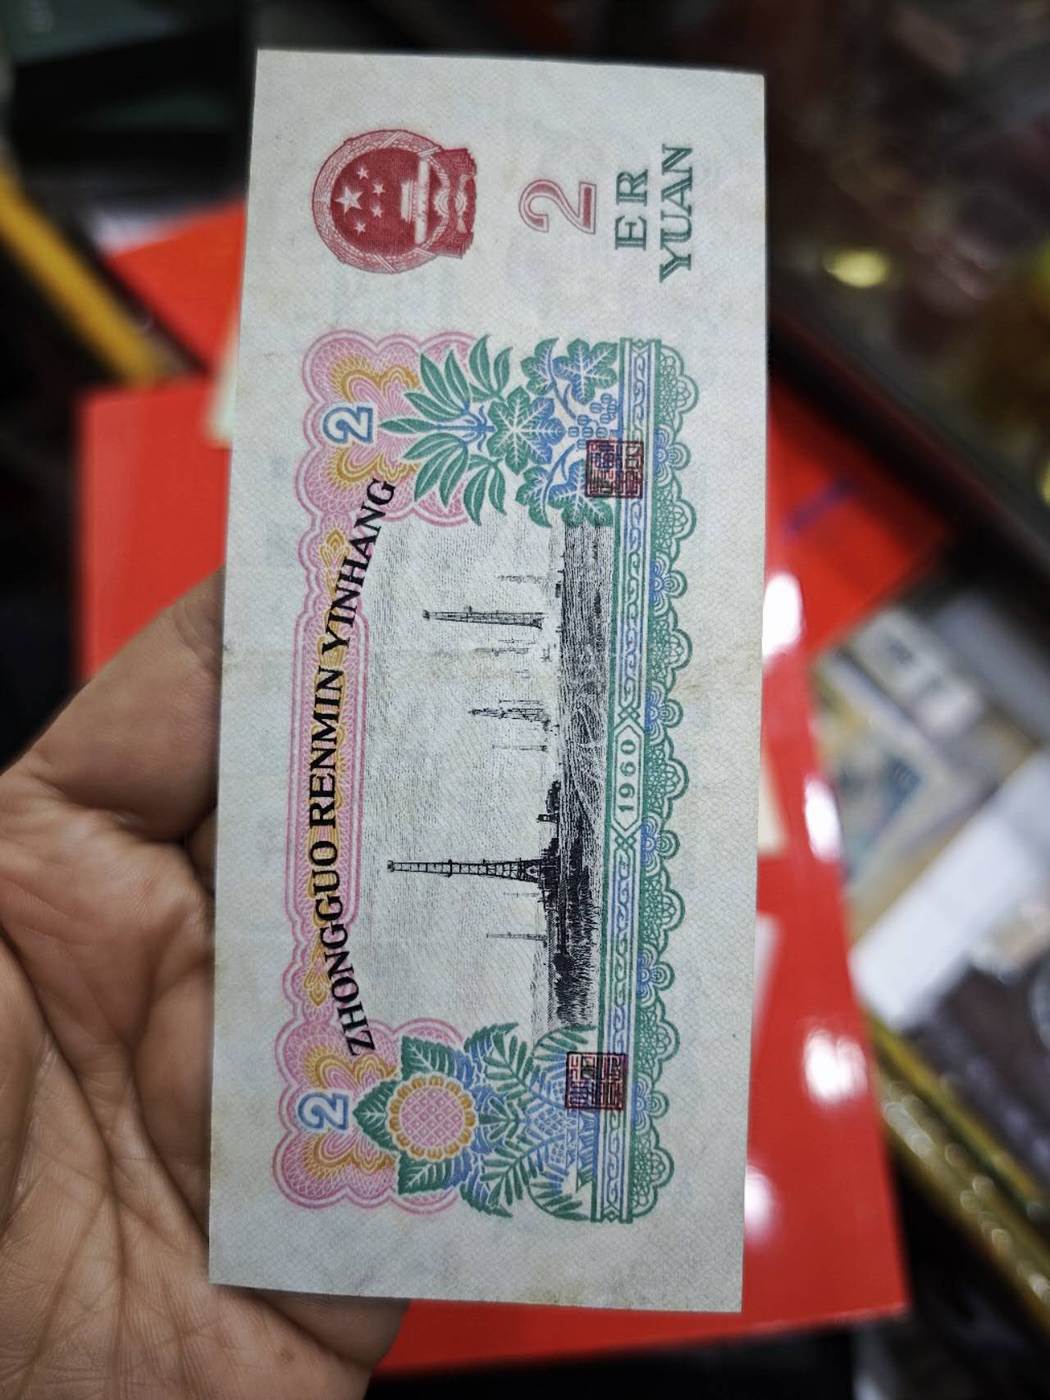 2
ZHONGGUO RENMIN YINHANG
2
2
ER
YUAN
1960